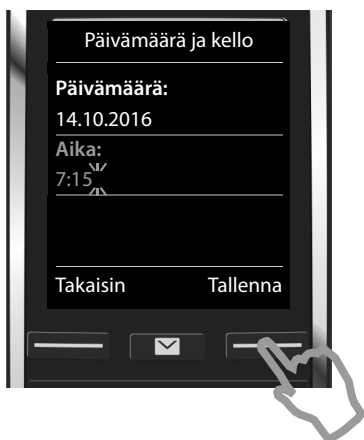 Päivämäärä ja kello
Päivämäärä:
14.10.2016
Aika:
7:15
Takaisin Tallenna